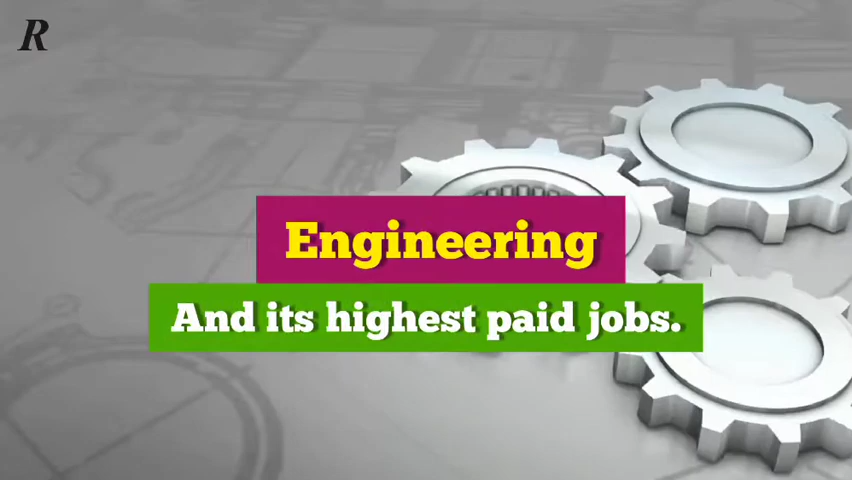 R
Engineering
And its highest paid jobs.